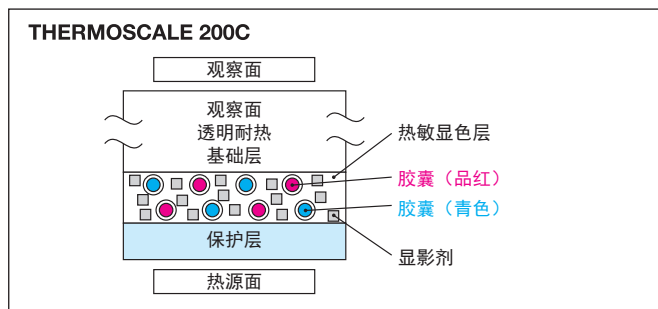 THERMOSCALE 200C
观察面
观察面
透明耐热
基础层
热敏显色层
胶囊（品红）
胶囊（青色）
保护层
显影剂
热源面